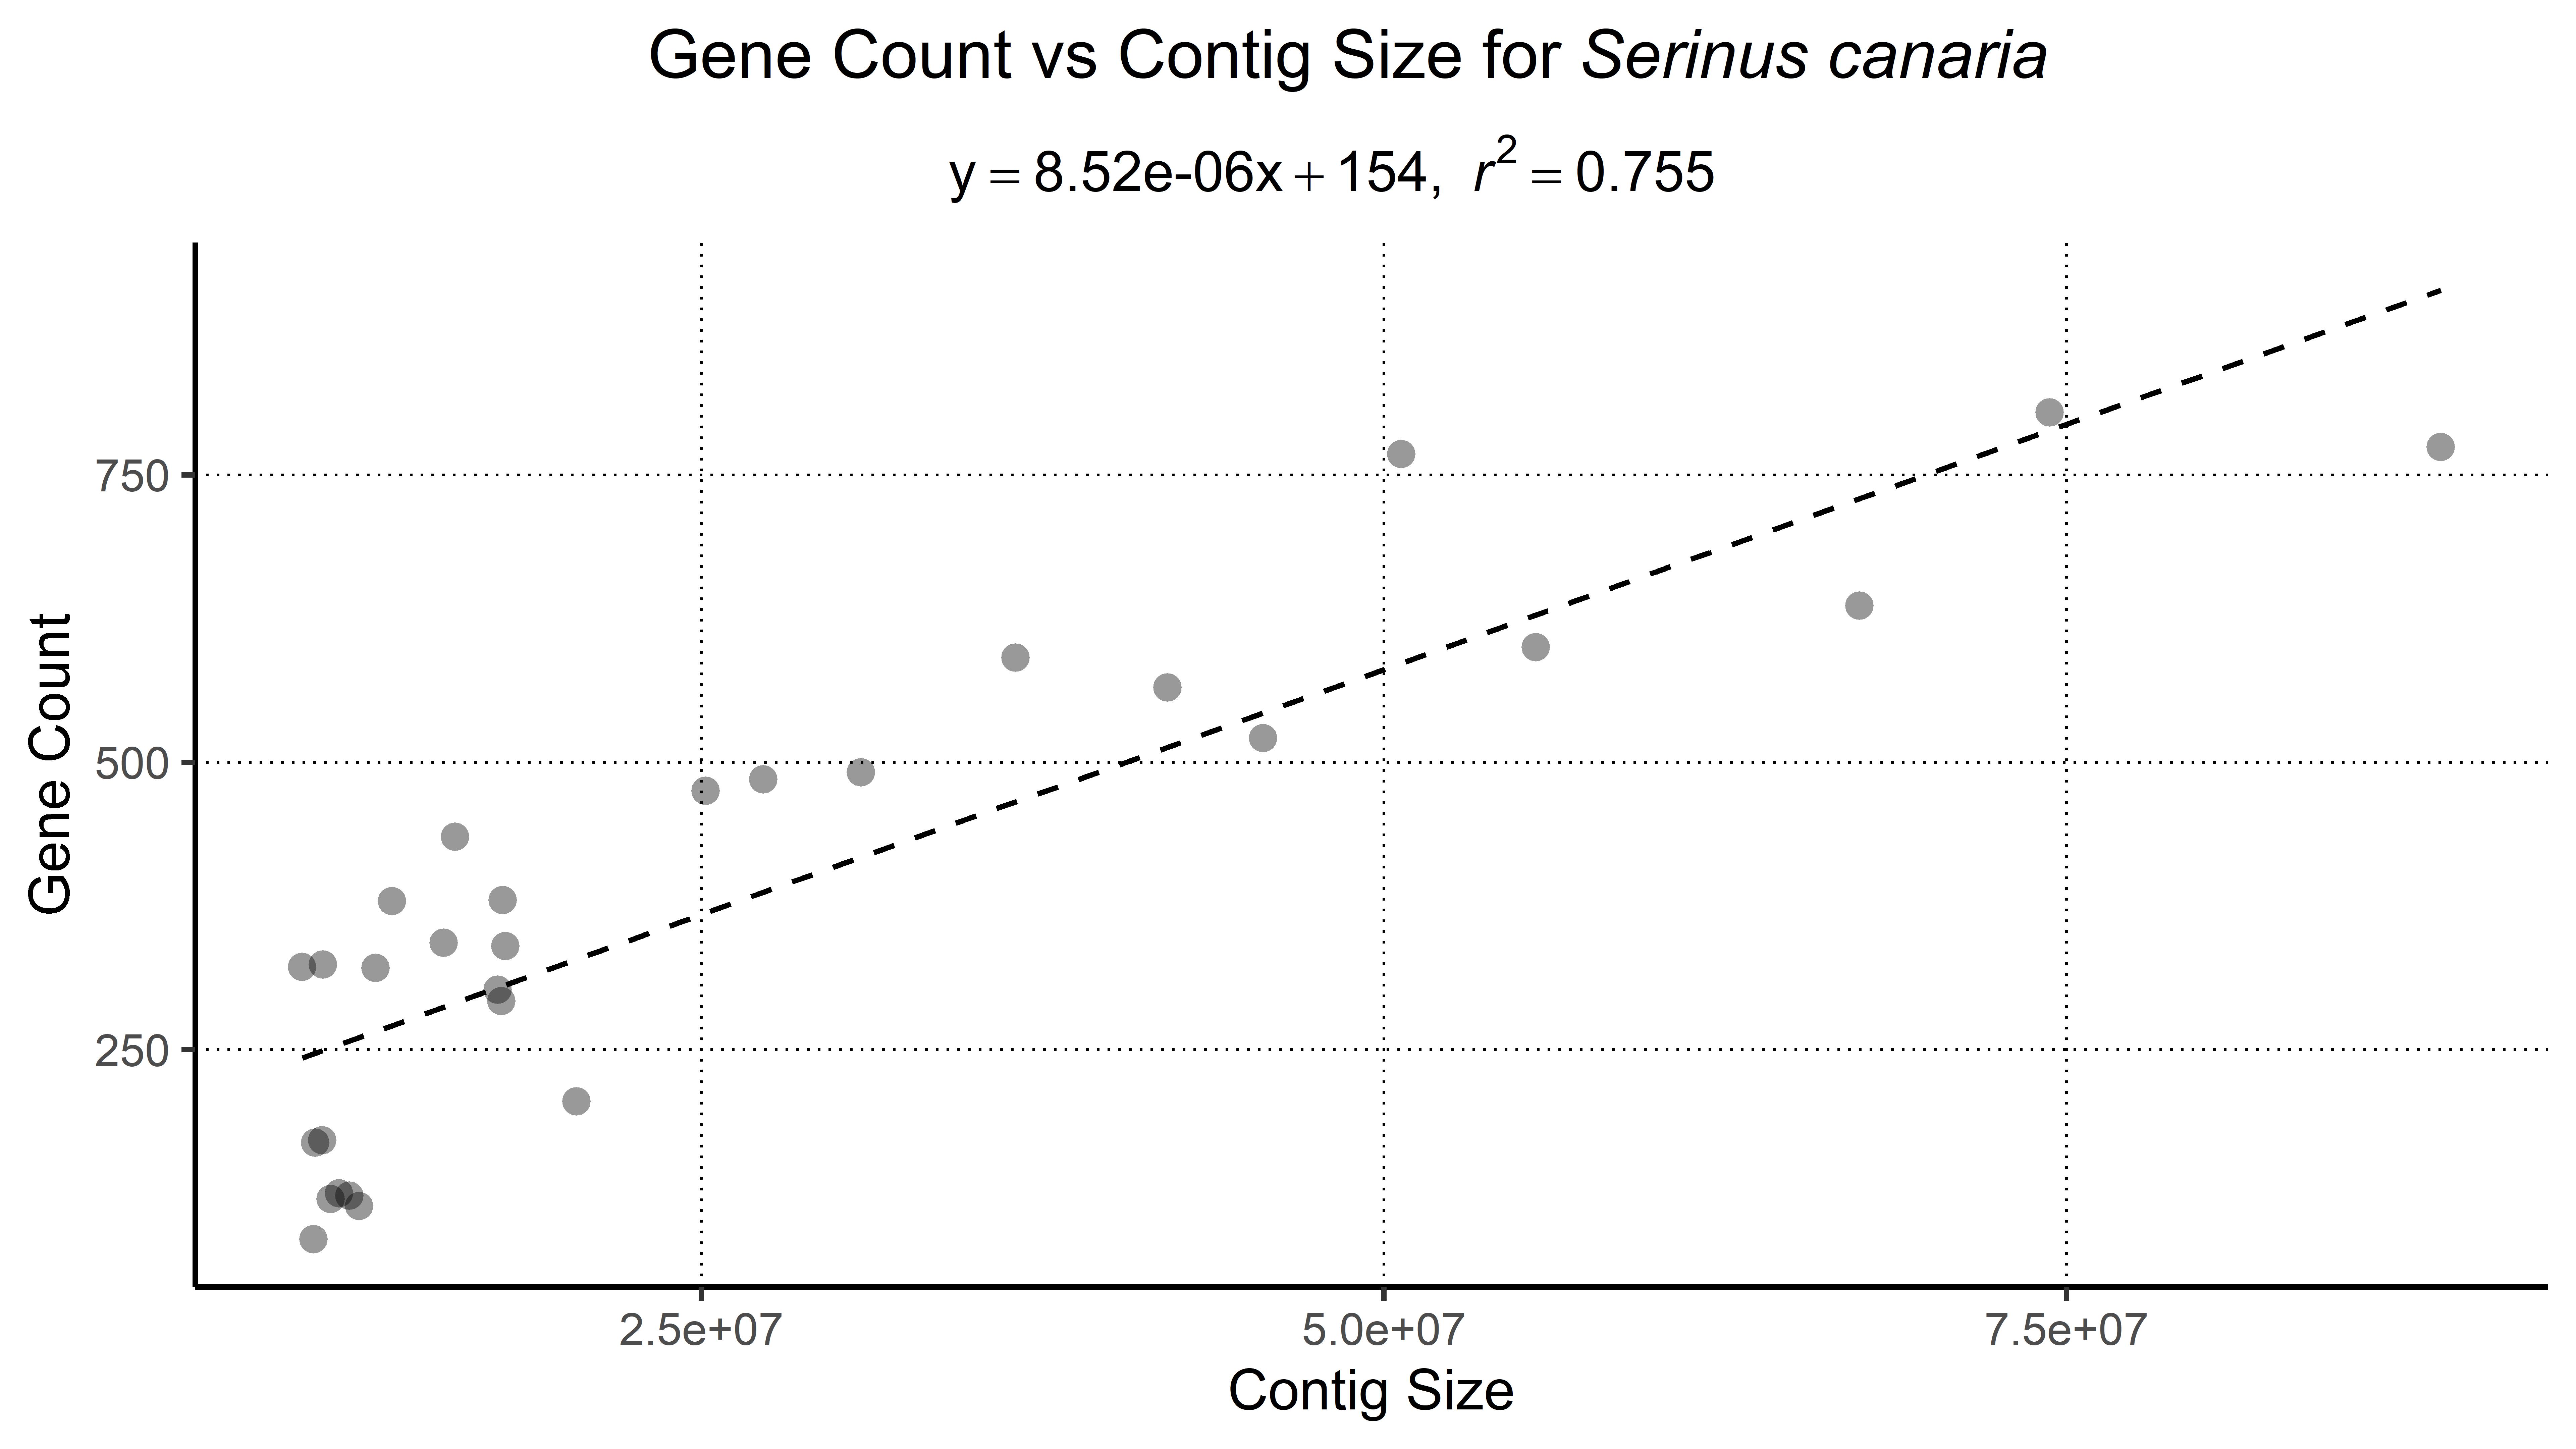 Gene Count vs Contig Size for Serinus canaria
y = 8.52e-06x + 154, r² = 0.755
Gene Count
750
500
250
2.5e+07 5.0e+07 7.5e+07
Contig Size